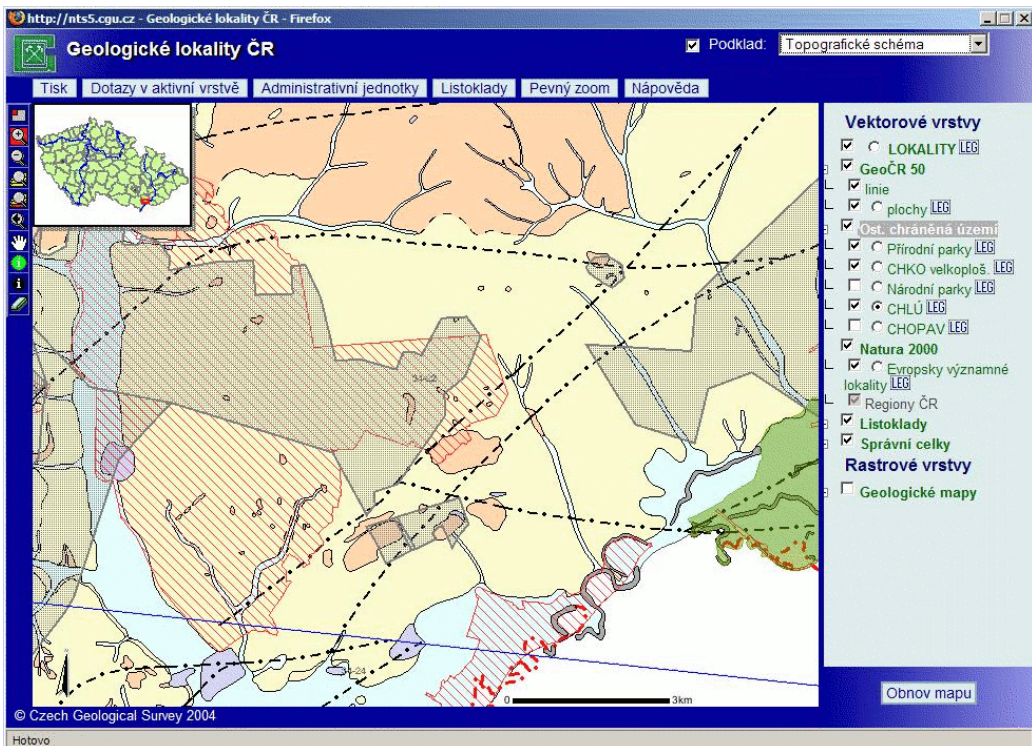 http://nts5.cgu.cz - Geologické lokality ČR - Firefox
Geologické lokality ČR
Podklad: Topografické schéma
Tisk Dotazy v aktivní vrstvě Administrativní jednotky Listoklady Pevný zoom Nápověda
Vektorové vrstvy
LOKALITY LEG
GeoČR 50
linie
plochy LEG
Ost. chráněná území
Přírodní parky LEG
CHKO velkoploš. LEG
Národní parky LEG
CHLÚ LEG
CHOPAV LEG
Natura 2000
Evropsky významné
lokality LEG
Regiony ČR
Listoklady
Správní celky
Rastrové vrstvy
Geologické mapy
34-22
0 3km
Obnov mapu
© Czech Geological Survey 2004
Hotovo